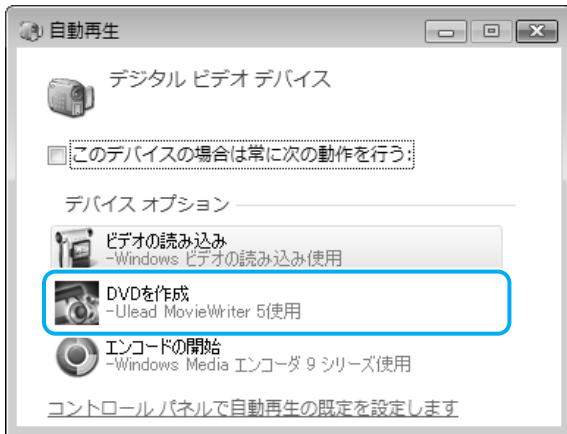 自動再生
デジタル ビデオ デバイス
このデバイスの場合は常に次の動作を行う:
デバイス オプション
ビデオの読み込み
-Windows ビデオの読み込み使用
DVDを作成
-Ulead MovieWriter 5使用
エンコードの開始
-Windows Media エンコーダ 9 シリーズ使用
コントロール パネルで自動再生の既定を設定します